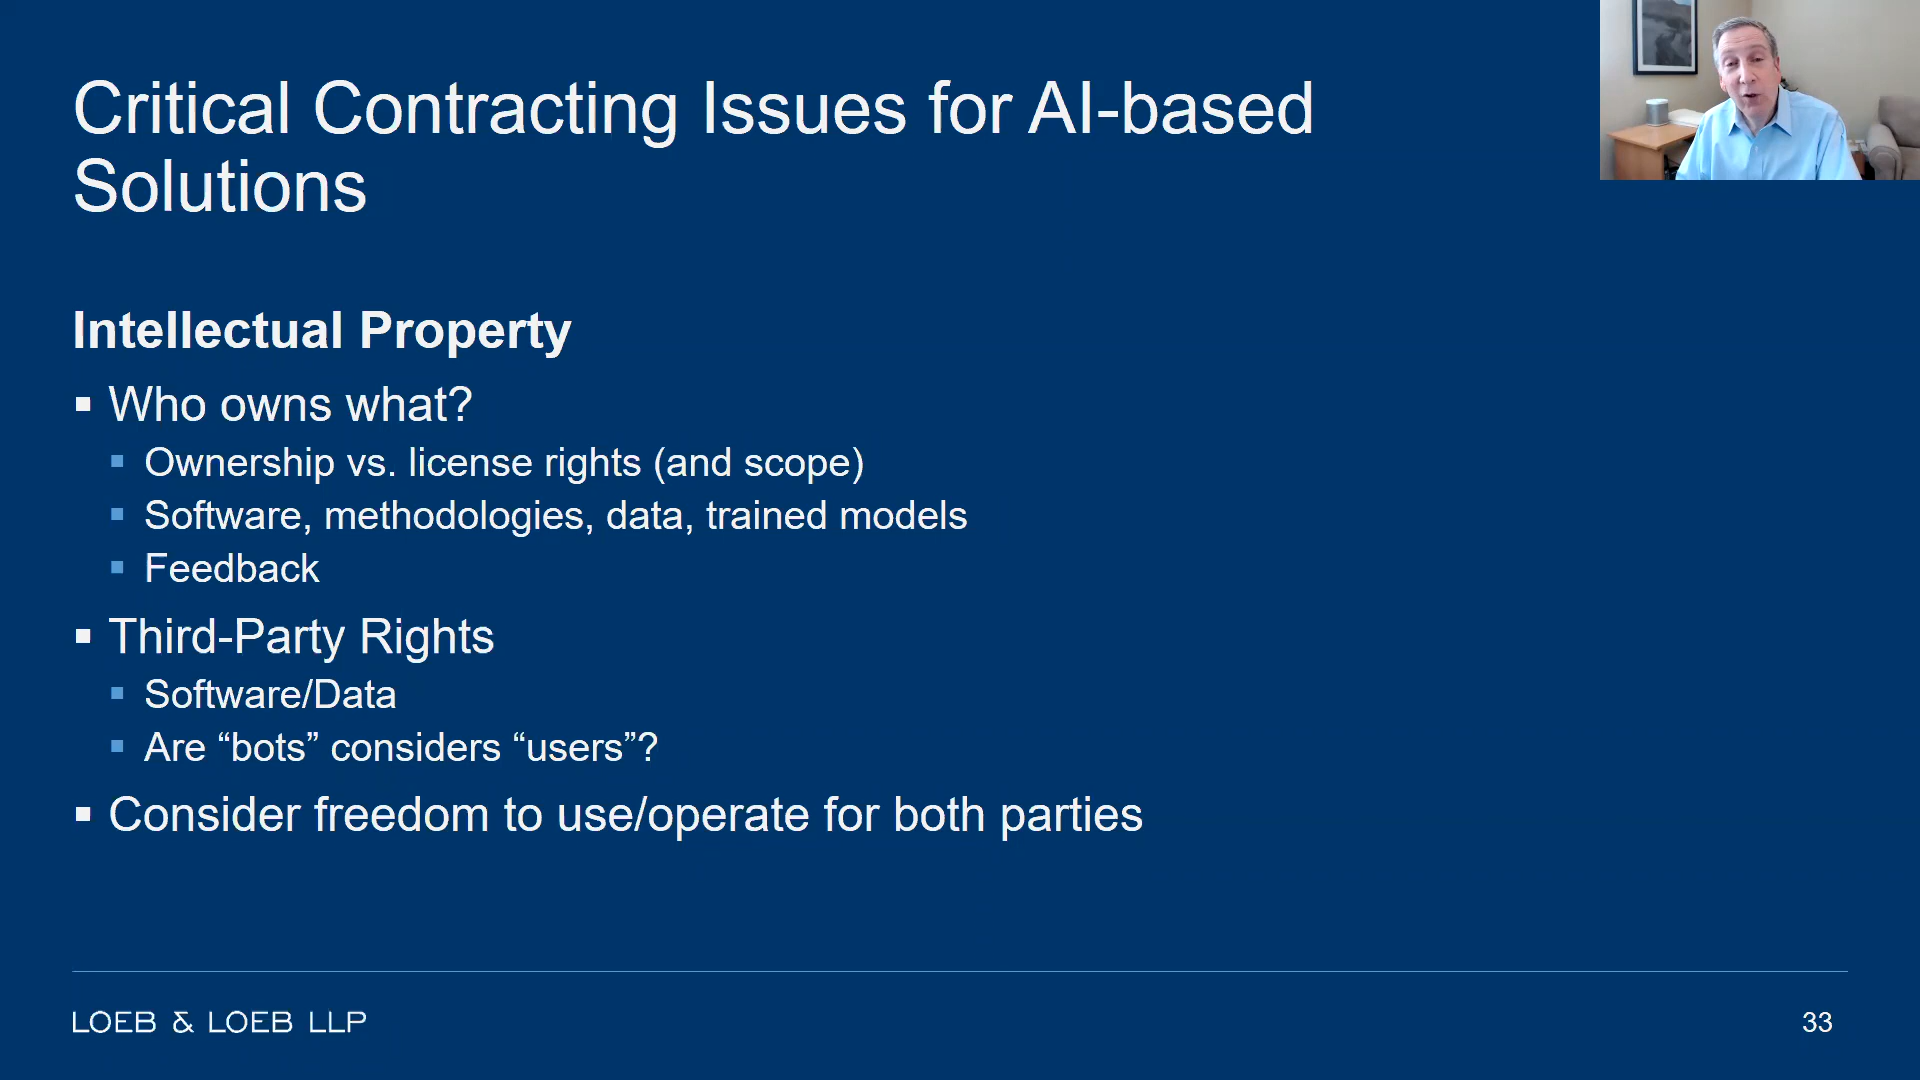 Critical Contracting Issues for AI-based
Solutions
Intellectual Property
Who owns what?
Ownership vs. license rights (and scope)
Software, methodologies, data, trained models
Feedback
Third-Party Rights
Software/Data
Are “bots” considers “users”?
Consider freedom to use/operate for both parties
LOEB & LOEB LLP
33